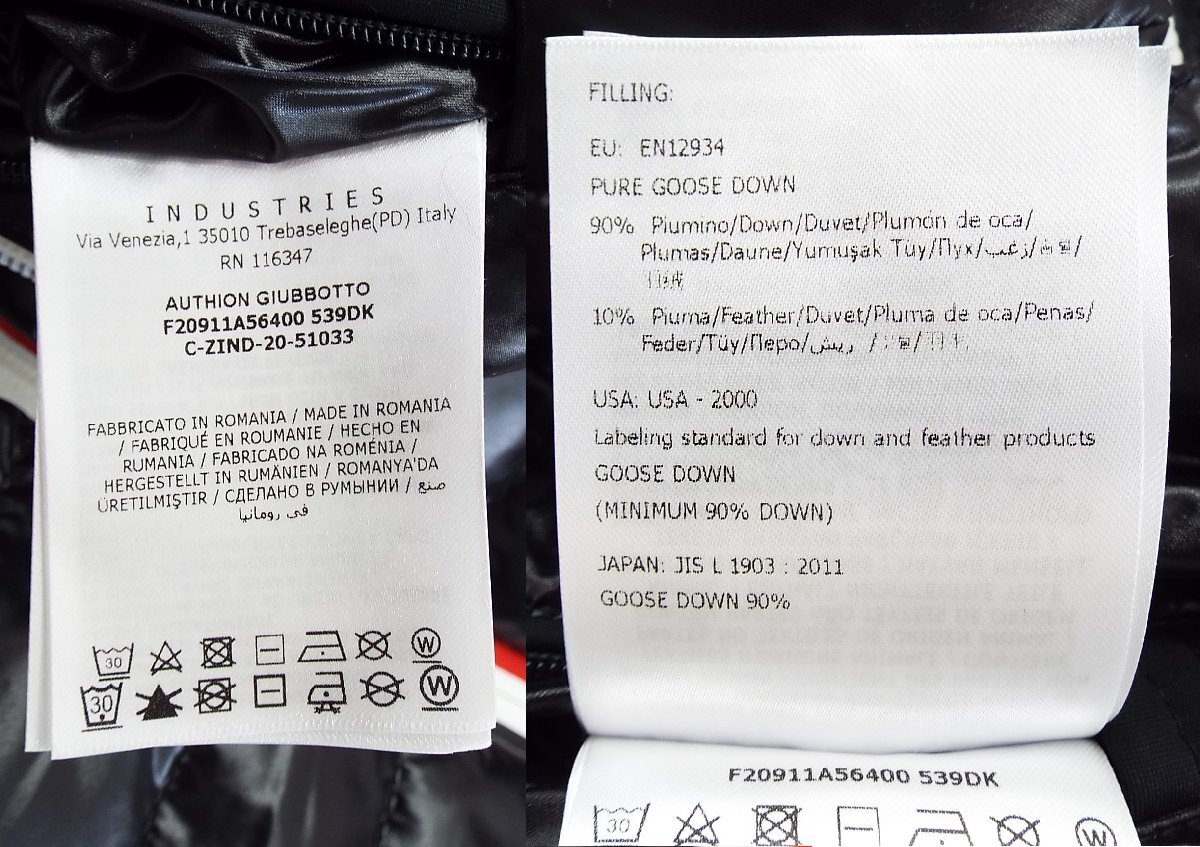 INDUSTRIES
Via Venezia,1 35010 Trebaseleghe(PD) Italy
RN 116347
AUTHION GIUBBOTTO
F20911A56400 539DK
C-ZIND-20-51033
FABBRICATO IN ROMANIA / MADE IN ROMANIA
/ FABRIQUÉ EN ROUMANIE / HECHO EN
RUMANIA / FABRICADO NA ROMÉNIA /
HERGESTELLT IN RUMÄNIEN / ROMANYA'DA
ÜRETILMIŞTIR / СДЕЛАНО В РУМЫНИИ / صنع
في رومانيا
30
W
30
W
FILLING:
EU: EN12934
PURE GOOSE DOWN
90% Piumino/Down/Duvet/Plumón de oca/
Plumas/Daune/Yumuşak Tüy/Пух/زغب/
10% Piuma/Feather/Duvet/Pluma de oca/Penas/
Feder/Tüy/Перо/ريش /
USA: USA - 2000
Labeling standard for down and feather products
GOOSE DOWN
(MINIMUM 90% DOWN)
JAPAN: JIS L 1903 : 2011
GOOSE DOWN 90%
F20911A56400 539DK
30
W